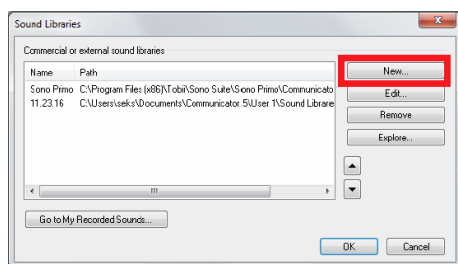 Sound Libraries
Commercial or external sound libraries
Name Path
Sono Primo C:\Program Files (x86)\Tobii\Sono Suite\Sono Primo\Communicato
11.23.16 C:\Users\seks\Documents\Communicator 5\User 1\Sound Librarie
New...
Edit...
Remove
Explore...
Go to My Recorded Sounds...
OK Cancel